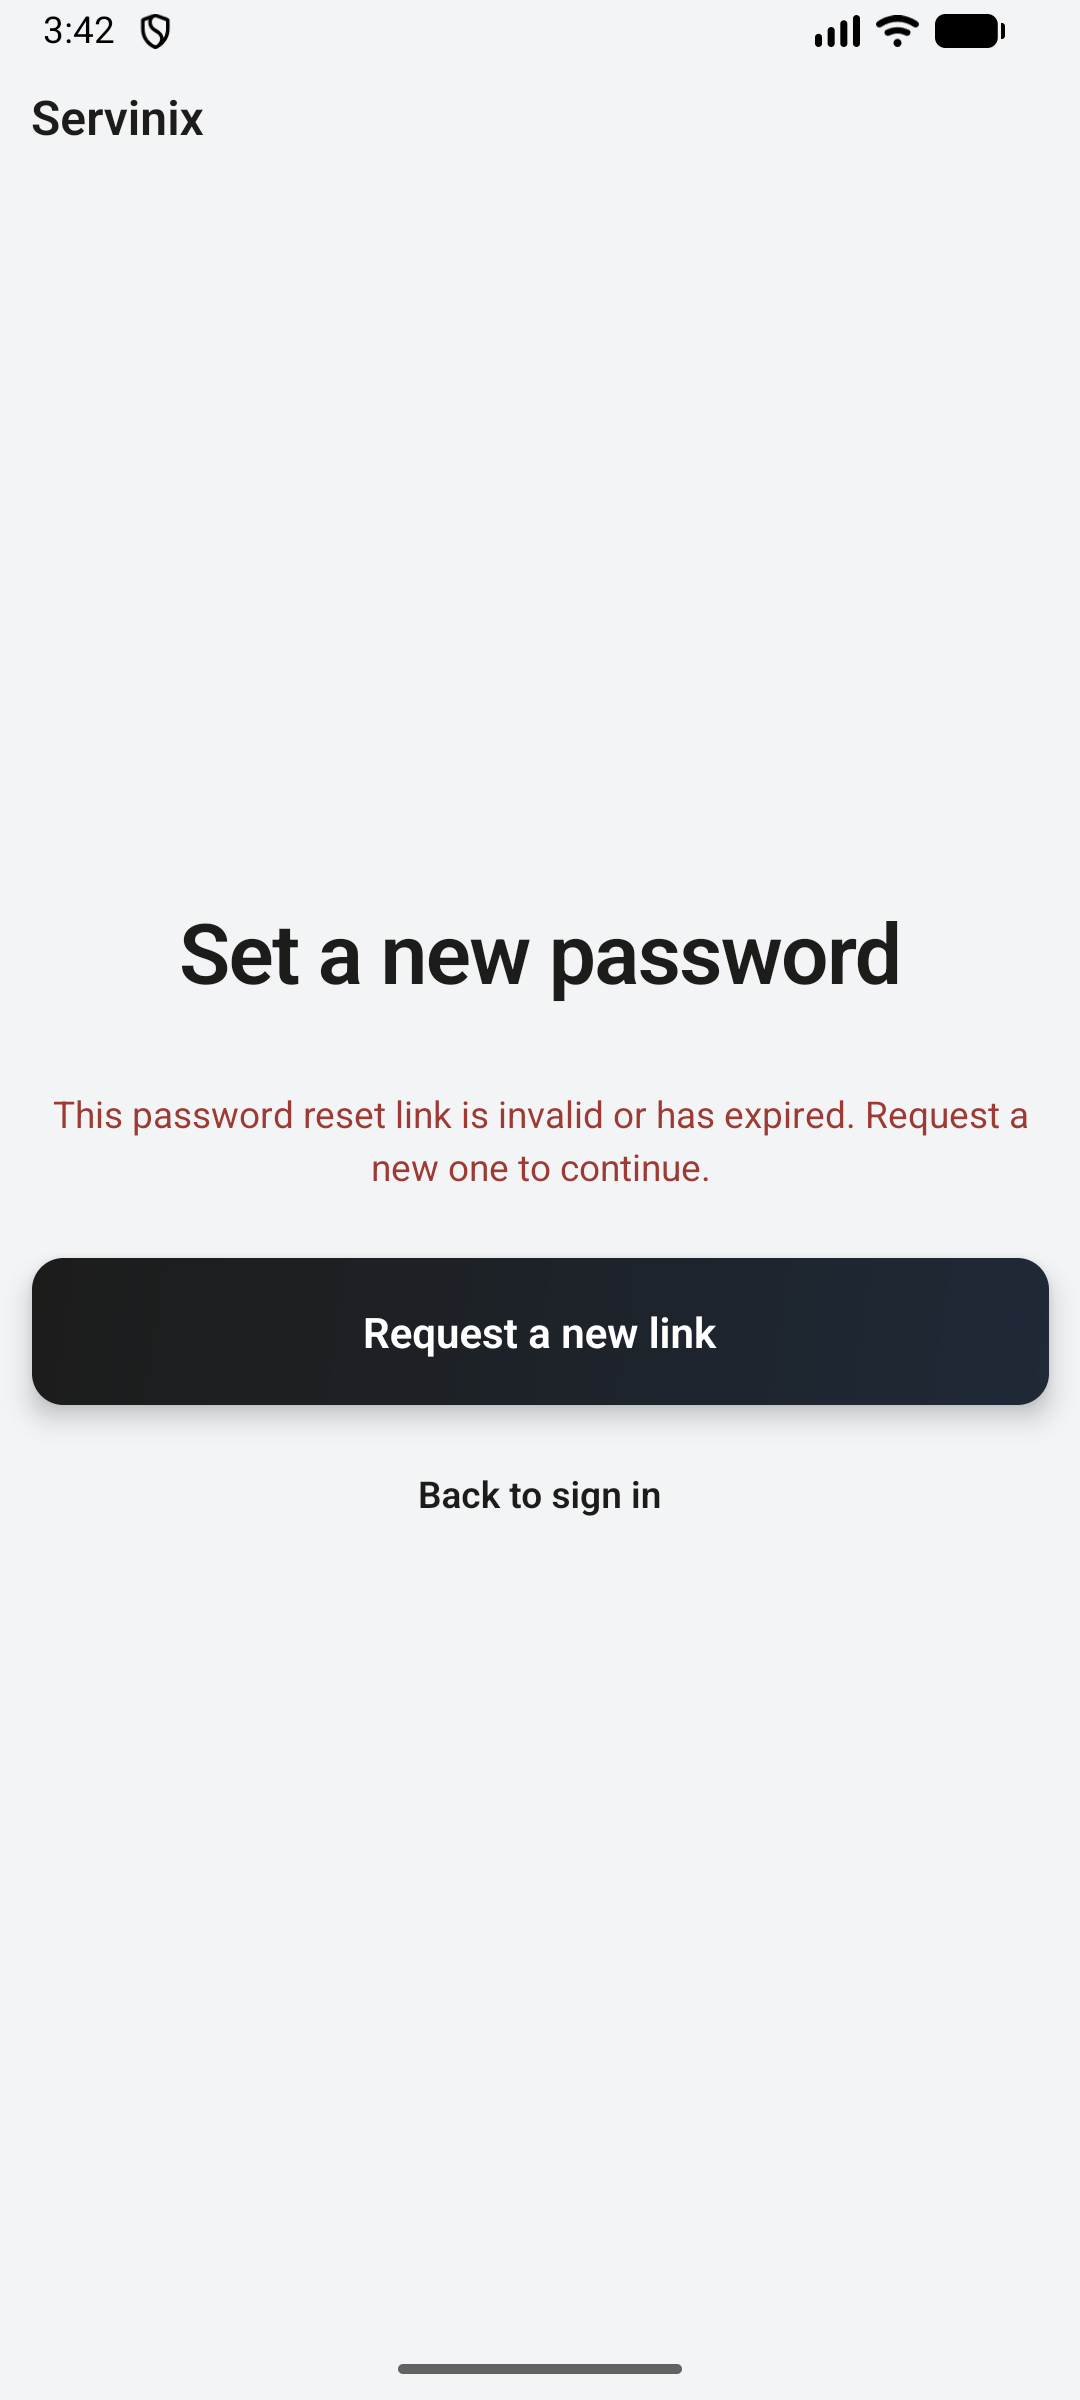 3:42
Servinix
Set a new password
This password reset link is invalid or has expired. Request a
new one to continue.
Request a new link
Back to sign in